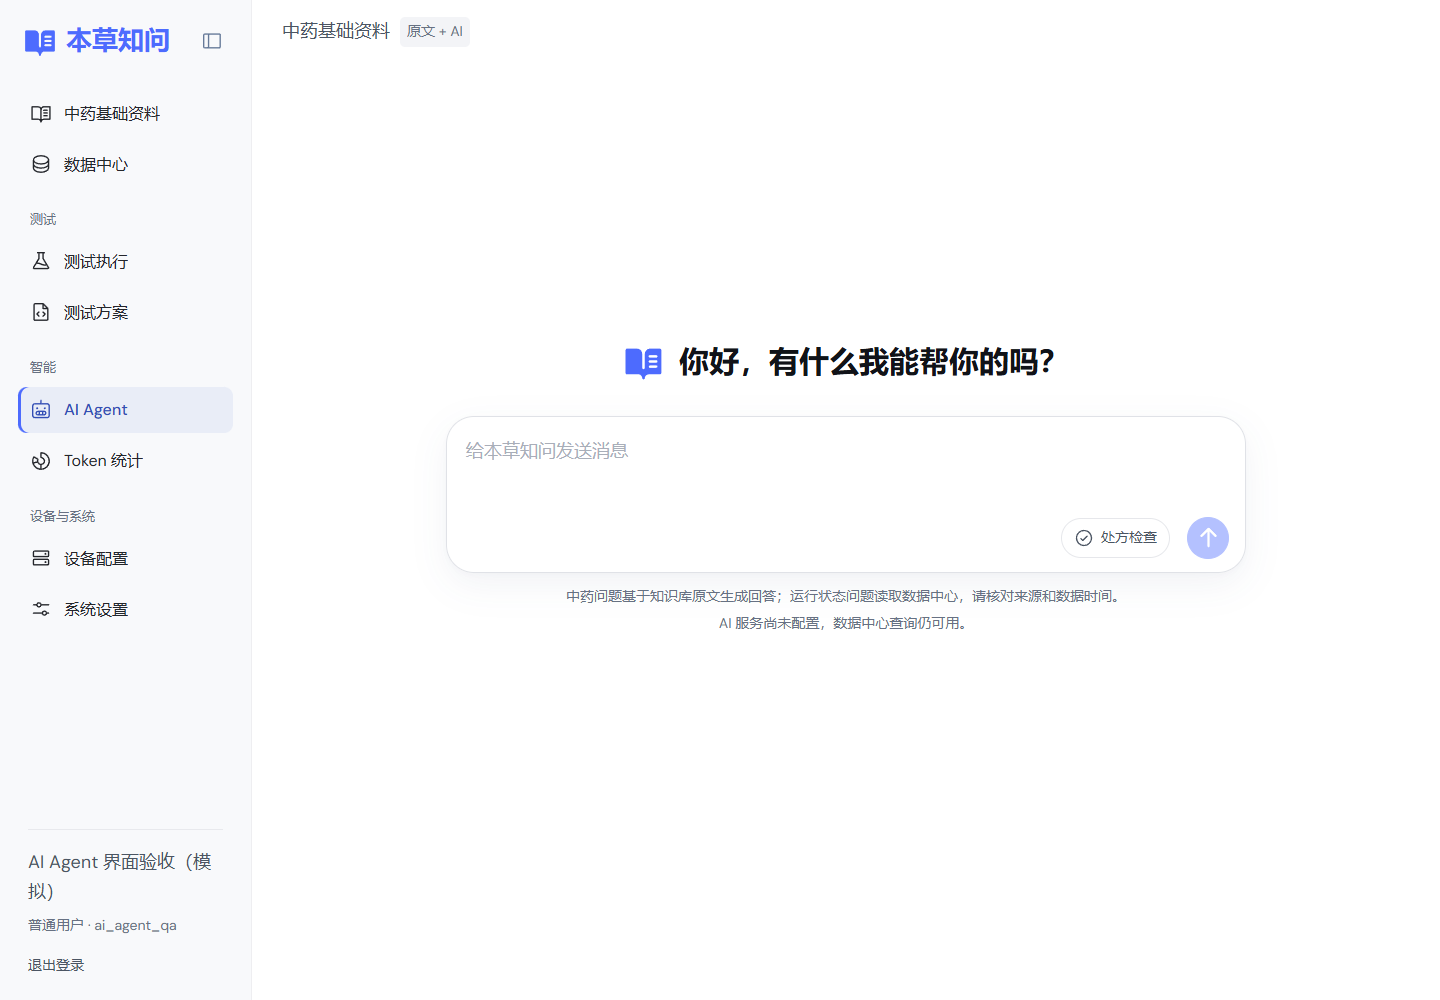 本草知问
中药基础资料
数据中心
测试
测试执行
测试方案
智能
AI Agent
Token 统计
设备与系统
设备配置
系统设置
AI Agent 界面验收（模
拟）
普通用户 · ai_agent_qa
退出登录
中药基础资料 原文 + AI
你好，有什么我能帮你的吗？
给本草知问发送消息
处方检查
中药问题基于知识库原文生成回答；运行状态问题读取数据中心，请核对来源和数据时间。
AI 服务尚未配置，数据中心查询仍可用。